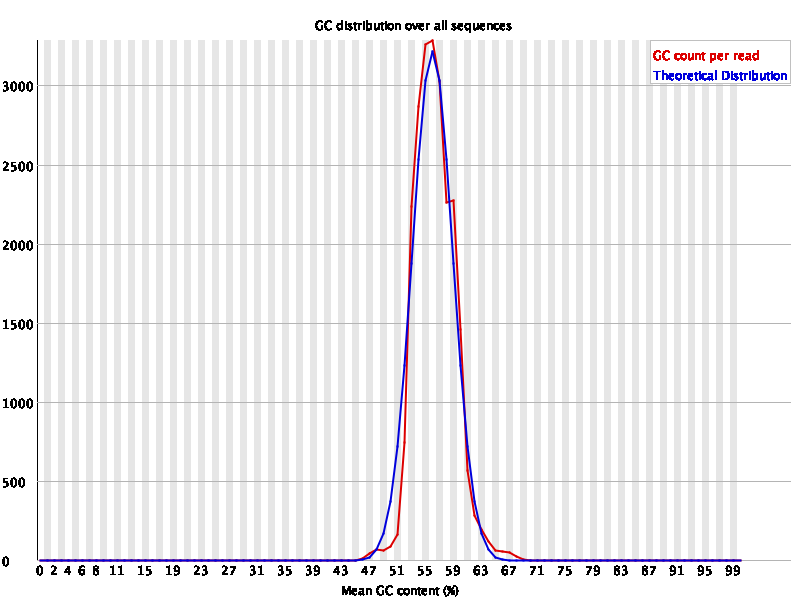 GC distribution over all sequences
GC count per read
Theoretical Distribution
3000
2500
2000
1500
1000
500
0
0 2 4 6 8 11 15 19 23 27 31 35 39 43 47 51 55 59 63 67 71 75 79 83 87 91 95 99
Mean GC content (%)